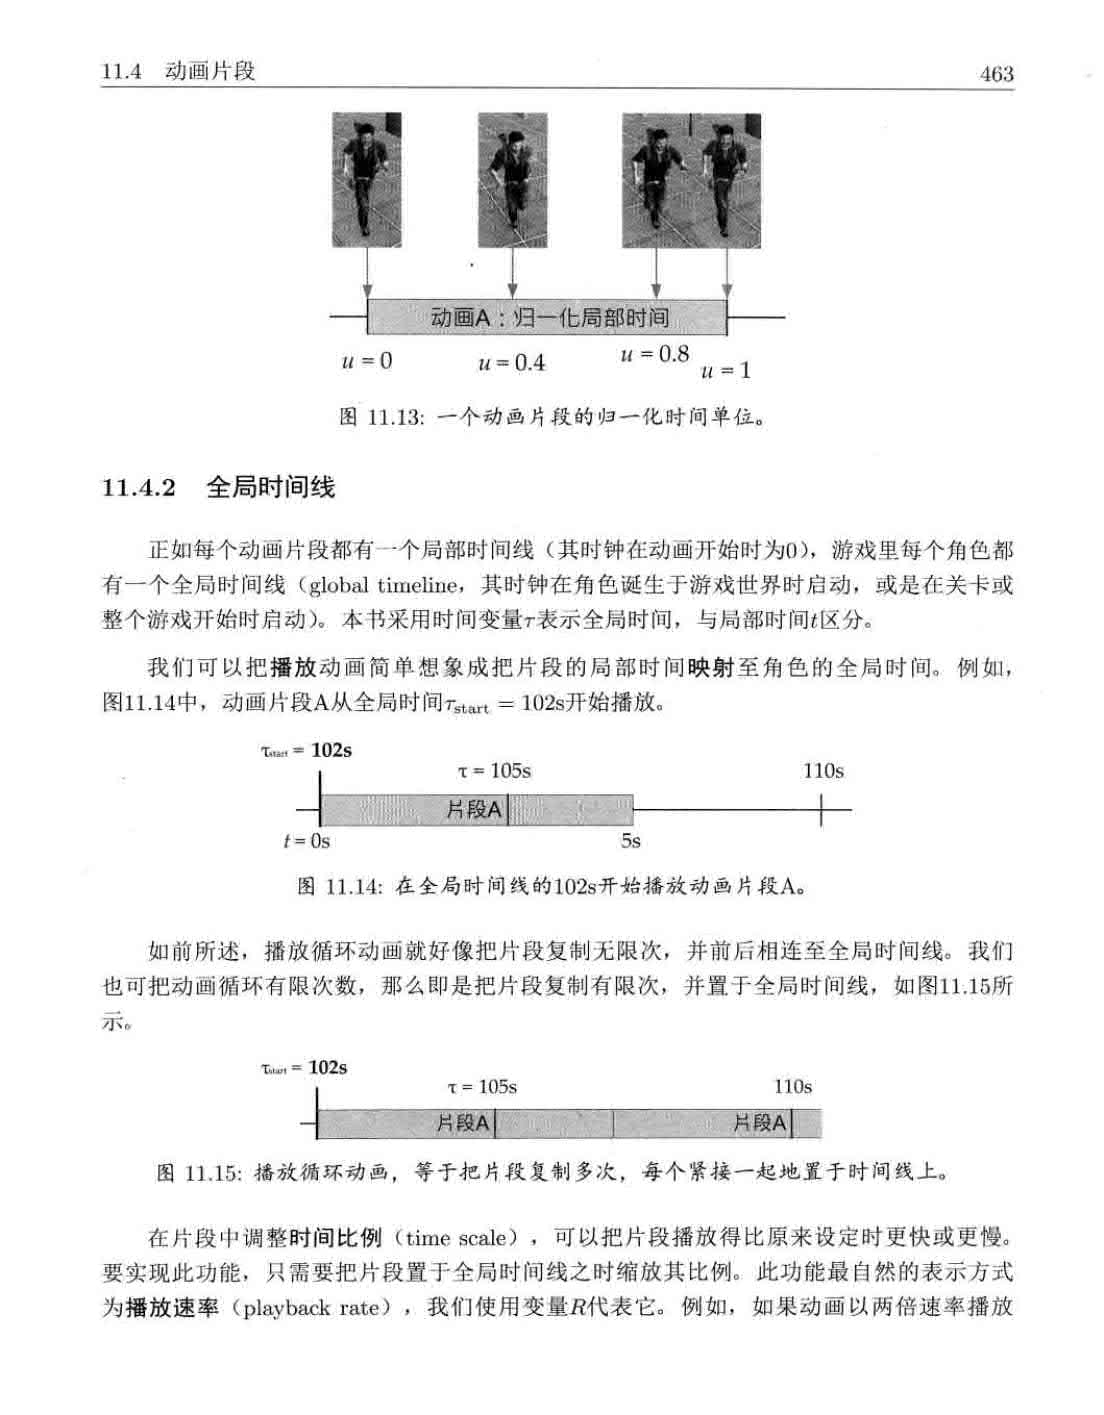 11.4 动画片段 463
动画A：归一化局部时间
u = 0 u = 0.4 u = 0.8 u = 1
图 11.13: 一个动画片段的归一化时间单位。
11.4.2 全局时间线
正如每个动画片段都有一个局部时间线（其时钟在动画开始时为0），游戏里每个角色都
有一个全局时间线（global timeline，其时钟在角色诞生于游戏世界时启动，或是在关卡或
整个游戏开始时启动）。本书采用时间变量τ表示全局时间，与局部时间t区分。
我们可以把播放动画简单想象成把片段的局部时间映射至角色的全局时间。例如，
图11.14中，动画片段A从全局时间τstart = 102s开始播放。
τstart = 102s
τ = 105s 110s
片段A
t = 0s 5s
图 11.14: 在全局时间线的102s开始播放动画片段A。
如前所述，播放循环动画就好像把片段复制无限次，并前后相连至全局时间线。我们
也可把动画循环有限次数，那么即是把片段复制有限次，并置于全局时间线，如图11.15所
示。
τstart = 102s
τ = 105s 110s
片段A 片段A
图 11.15: 播放循环动画，等于把片段复制多次，每个紧接一起地置于时间线上。
在片段中调整时间比例（time scale），可以把片段播放得比原来设定时更快或更慢。
要实现此功能，只需要把片段置于全局时间线之时缩放其比例。此功能最自然的表示方式
为播放速率（playback rate），我们使用变量R代表它。例如，如果动画以两倍速率播放